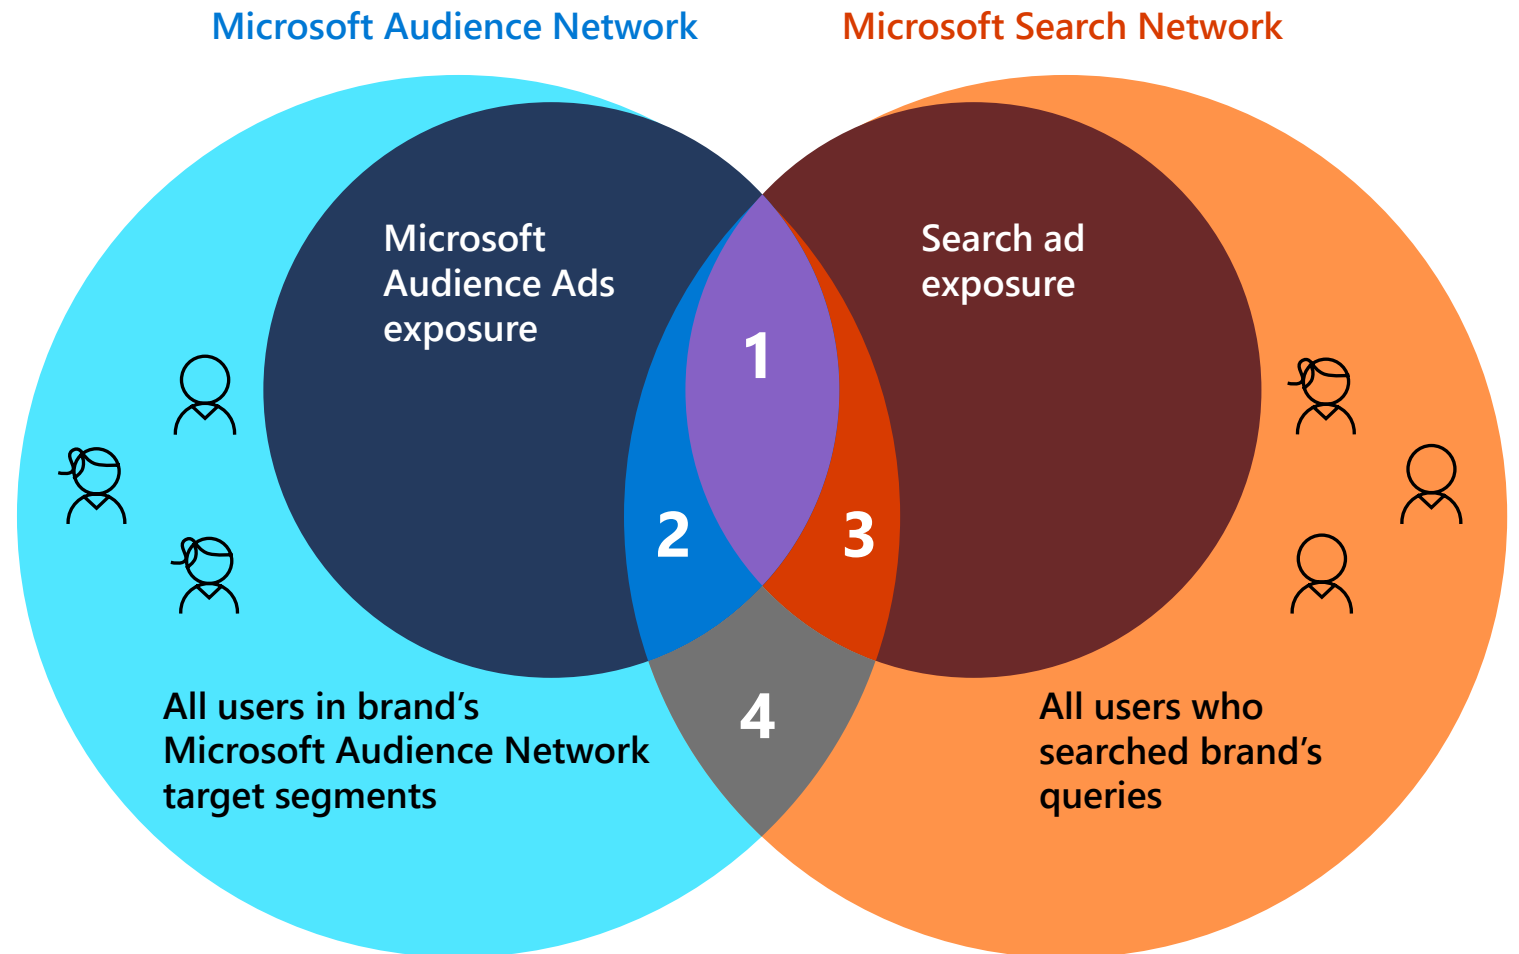 Microsoft Audience Network
Microsoft Search Network
Microsoft
Audience Ads
exposure
Search ad
exposure
1
2
3
4
All users in brand’s
Microsoft Audience Network
target segments
All users who
searched brand’s
queries